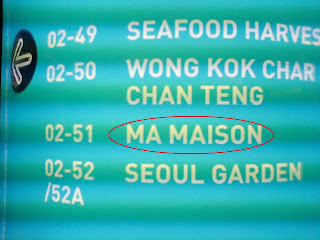 02-49 SEAFOOD HARVES
02-50 WONG KOK CHAR
CHAN TENG
02-51 MA MAISON
02-52 SEOUL GARDEN
/52A